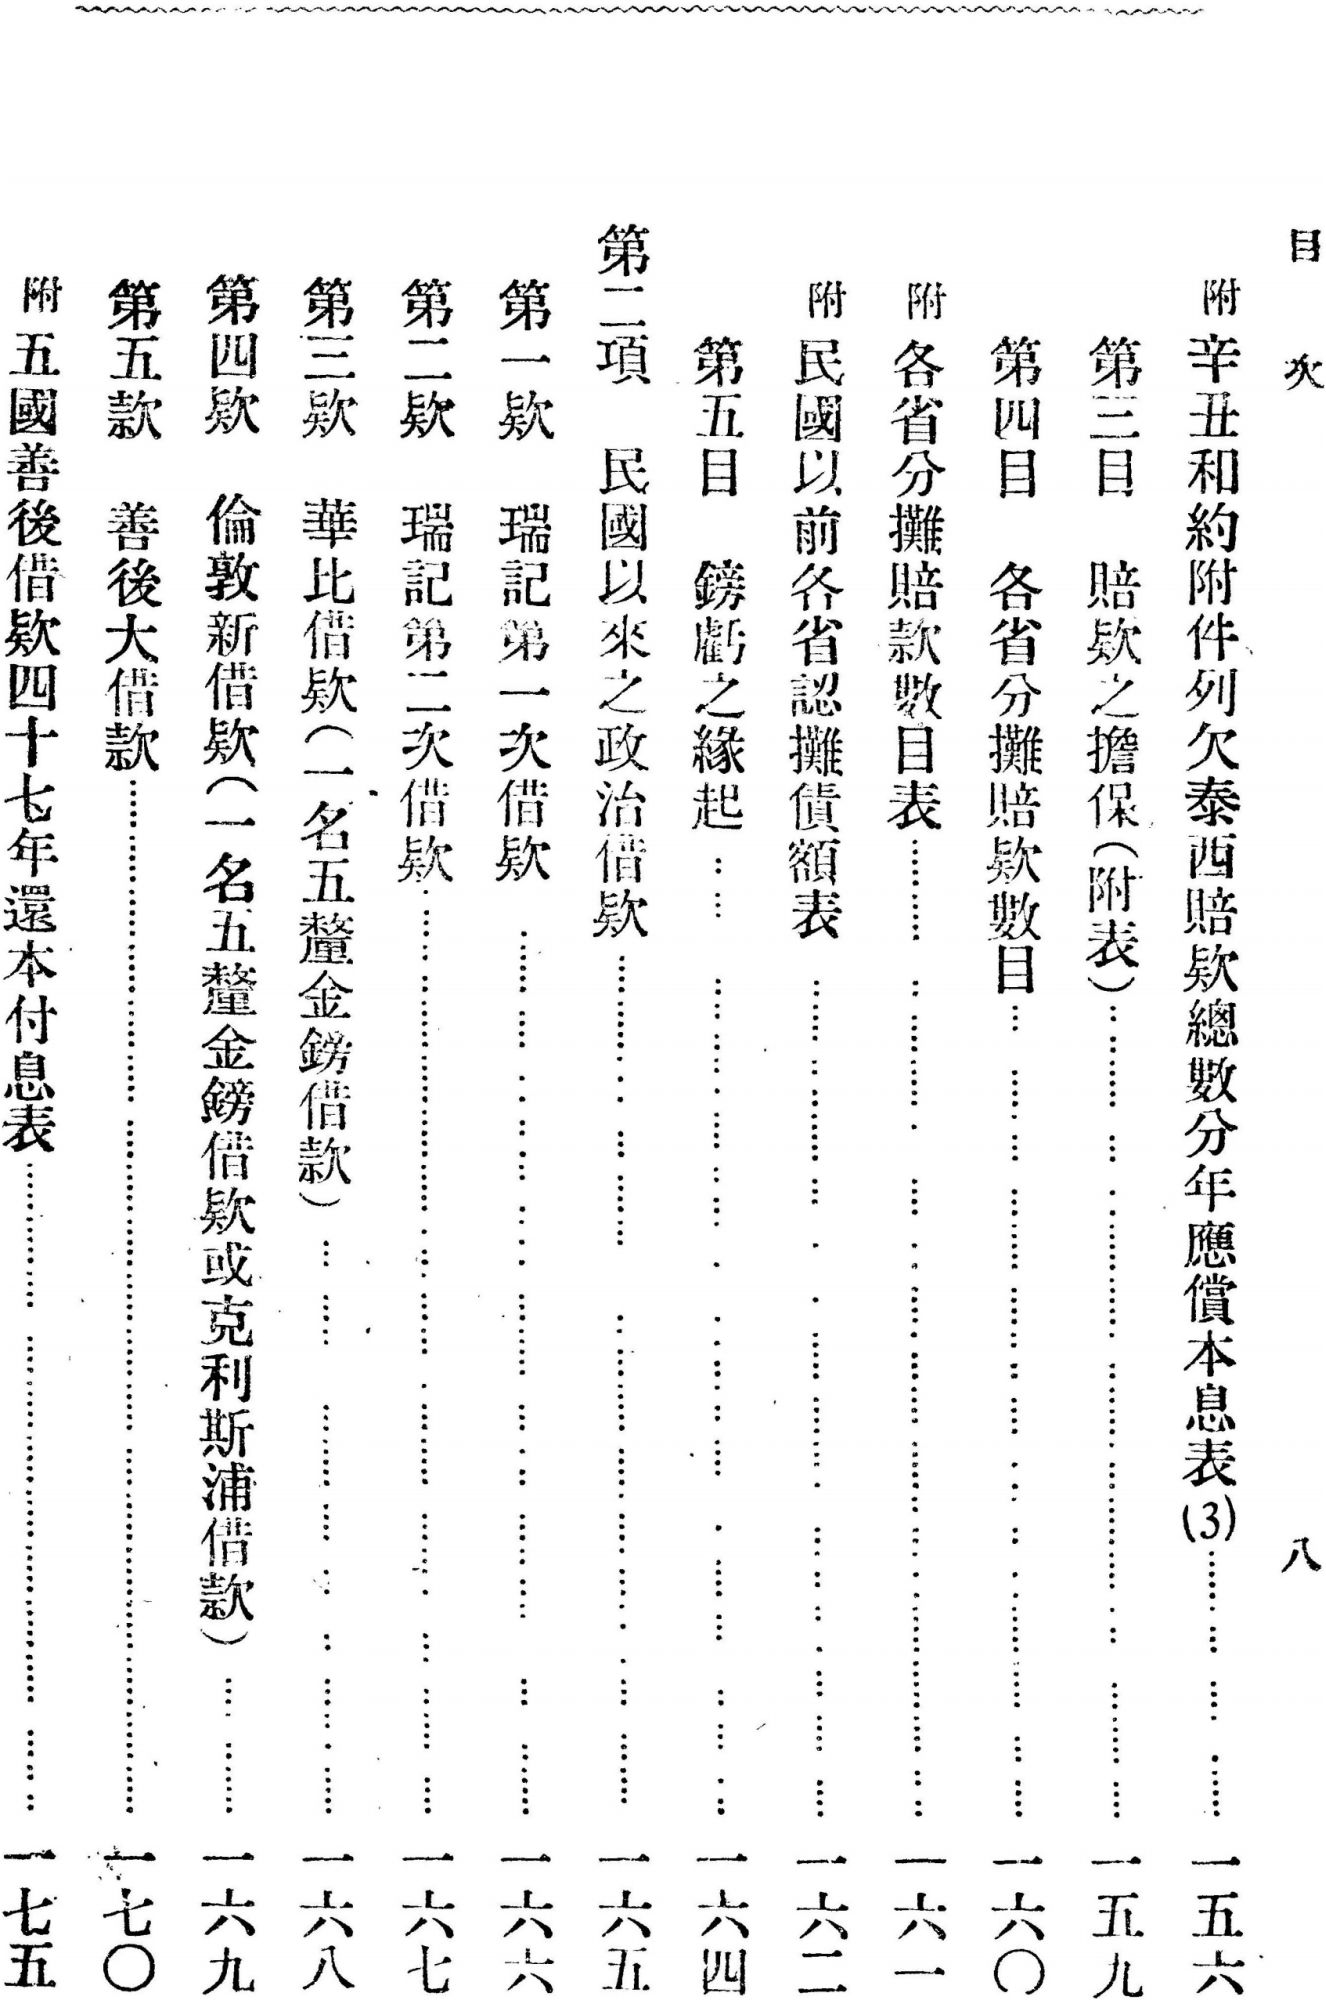 目次 八
附 辛丑和約附件列欠泰西賠欵總數分年應償本息表(3)……一五六
第三目 賠欵之擔保(附表)……一五九
第四目 各省分攤賠欵數目……一六〇
附 各省分攤賠款數目表……一六一
附 民國以前各省認攤債額表……一六二
第五目 鎊虧之緣起……一六四
第二項 民國以來之政治借欵……一六五
第一欵 瑞記第一次借欵……一六六
第二欵 瑞記第二次借欵……一六七
第三欵 華比借欵(一名五釐金鎊借款)……一六八
第四欵 倫敦新借欵(一名五釐金鎊借欵或克利斯浦借款)……一六九
第五款 善後大借款……一七〇
附 五國善後借欵四十七年還本付息表……一七五